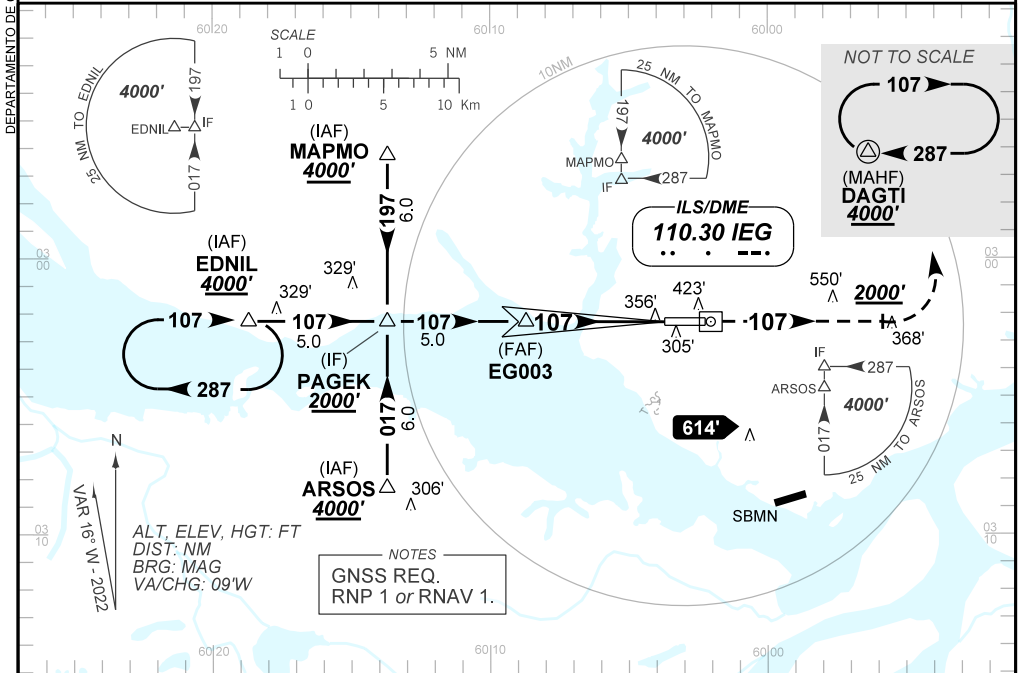 DEPARTAMENTO DE
60|20
60|10
60|00
SCALE
1 0 5 NM
1 0 5 10 Km
NOT TO SCALE
107
287
(MAHF)
DAGTI
4000'
4000'
197
EDNIL
IF
017
25 NM TO EDNIL
(IAF)
MAPMO
4000'
197
6.0
10NM
25 NM TO MAPMO
197
4000'
MAPMO
IF
287
ILS/DME
110.30 IEG
03
00
03
00
(IAF)
EDNIL
4000'
329'
329'
107
107
5.0
287
(IF)
PAGEK
2000'
107
5.0
107
(FAF)
EG003
356'
423'
305'
107
550'
2000'
368'
017
6.0
(IAF)
ARSOS
4000'
306'
614'
IF
287
ARSOS
4000'
017
25 NM TO ARSOS
SBMN
N
VAR 16° W - 2022
ALT, ELEV, HGT: FT
DIST: NM
BRG: MAG
VA/CHG: 09'W
NOTES
GNSS REQ.
RNP 1 or RNAV 1.
03
10
03
10
60|20
60|10
60|00